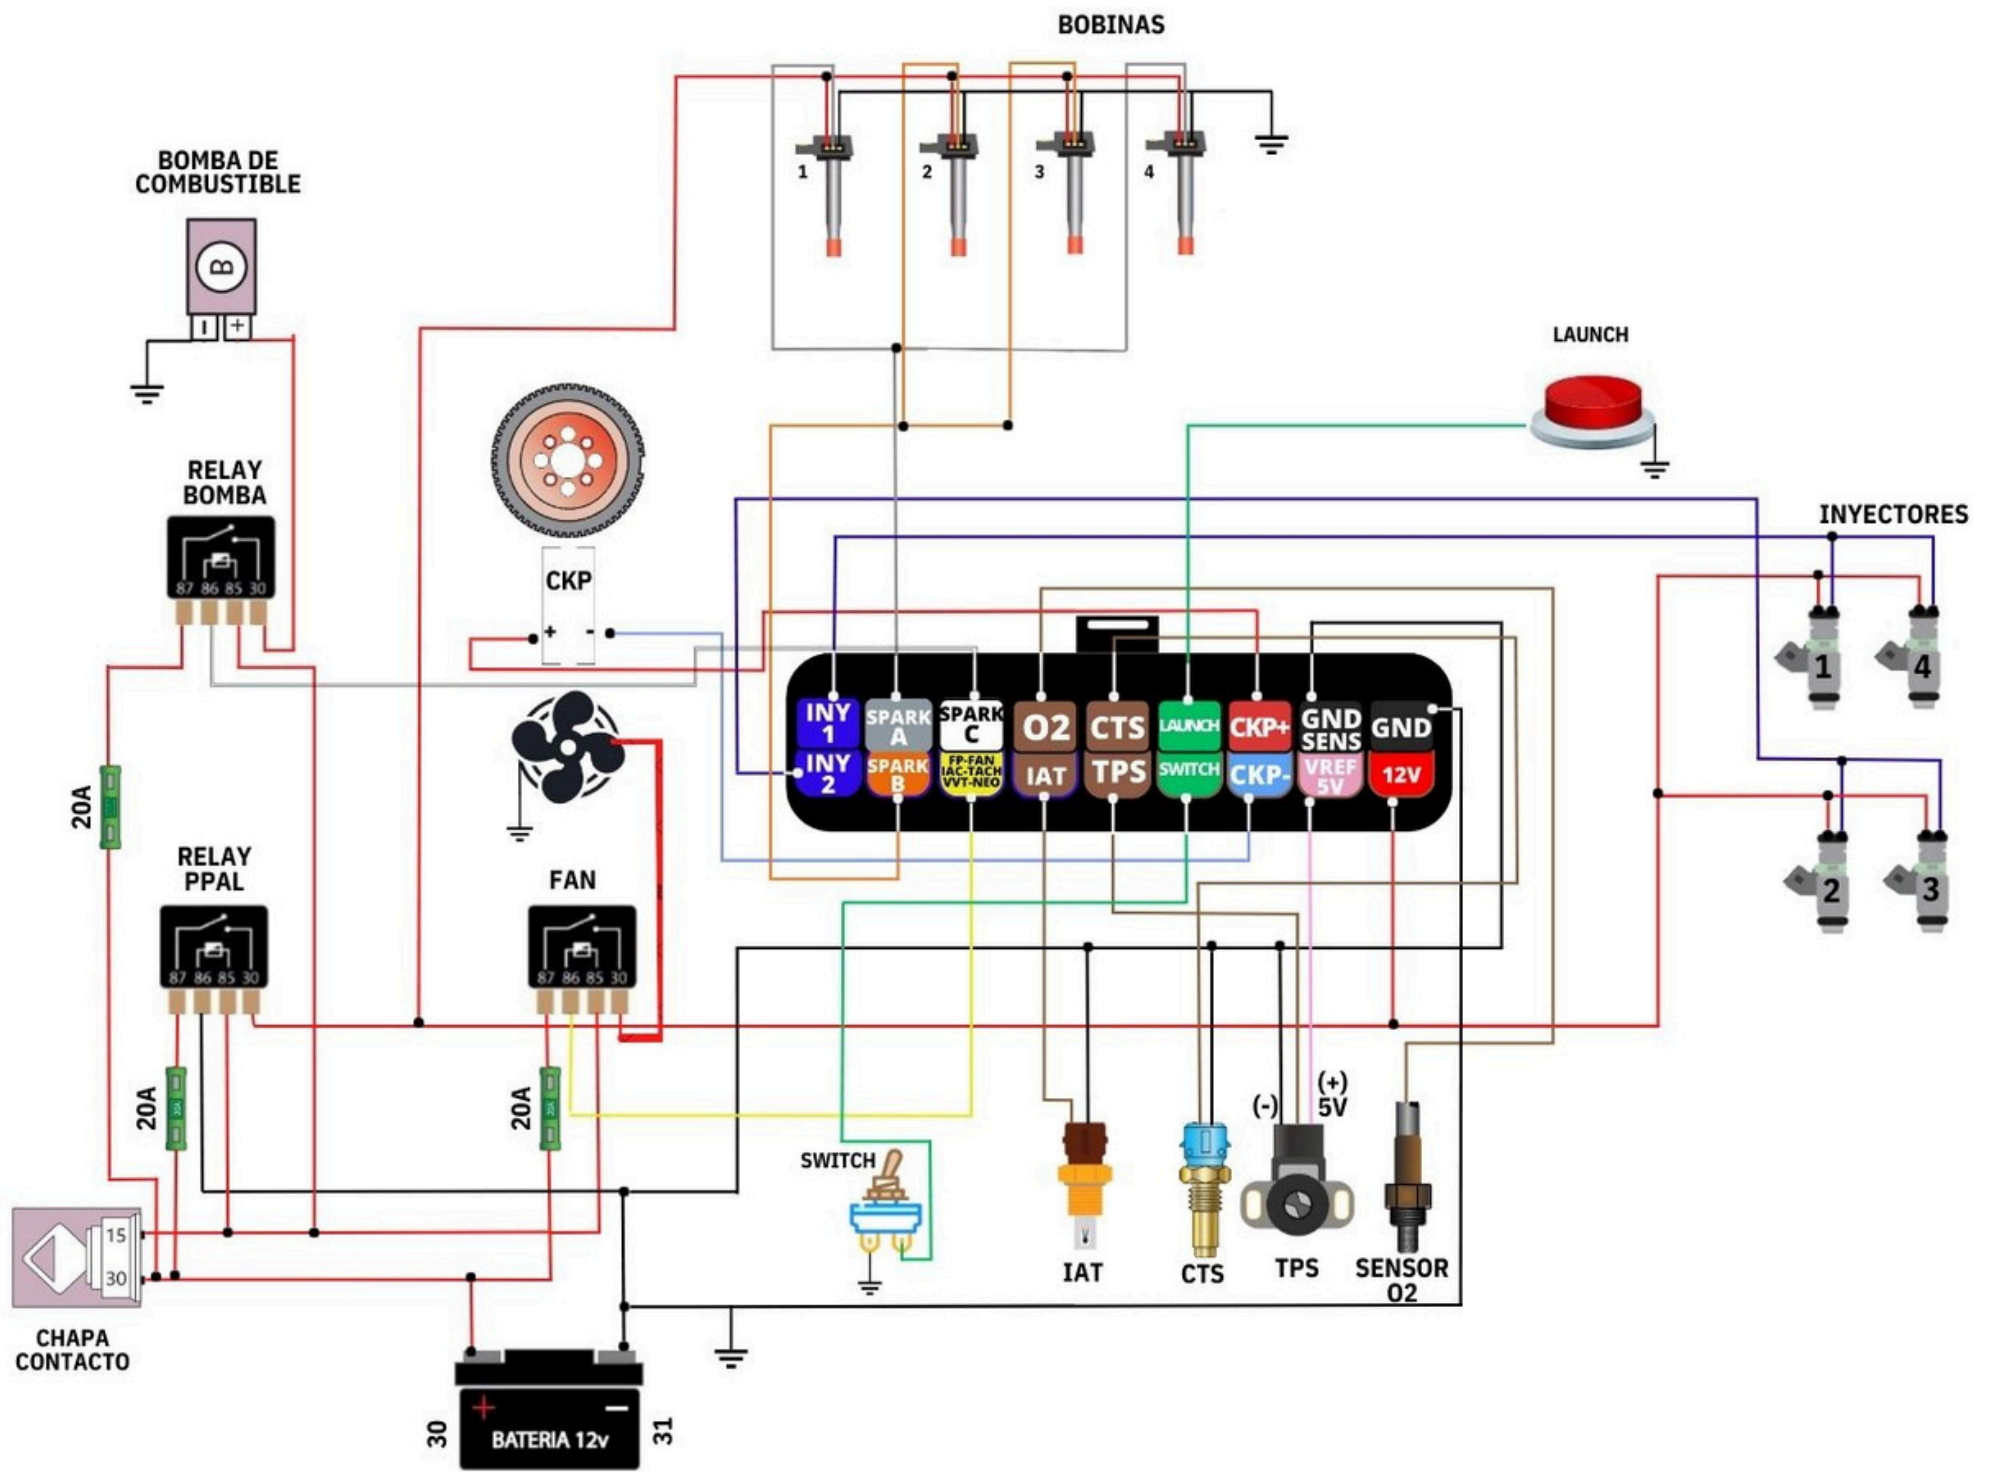 BOBINAS
1
2
3
4
BOMBA DE
COMBUSTIBLE
B
- +
LAUNCH
RELAY
BOMBA
87 86 85 30
CKP
+ -
INYECTORES
1
4
2
3
INY
1
SPARK
A
SPARK
C
O2
CTS
LAUNCH
CKP+
GND
SENS
GND
INY
2
SPARK
B
FP-FAN
IAC-TACH
VVT-NEO
IAT
TPS
SWITCH
CKP-
VREF
5V
12V
20A
RELAY
PPAL
87 86 85 30
FAN
87 86 85 30
20A
20A
20A
20A
(-)
(+)
5V
SWITCH
IAT
CTS
TPS
SENSOR
O2
15
30
CHAPA
CONTACTO
30
+ -
BATERIA 12v
31